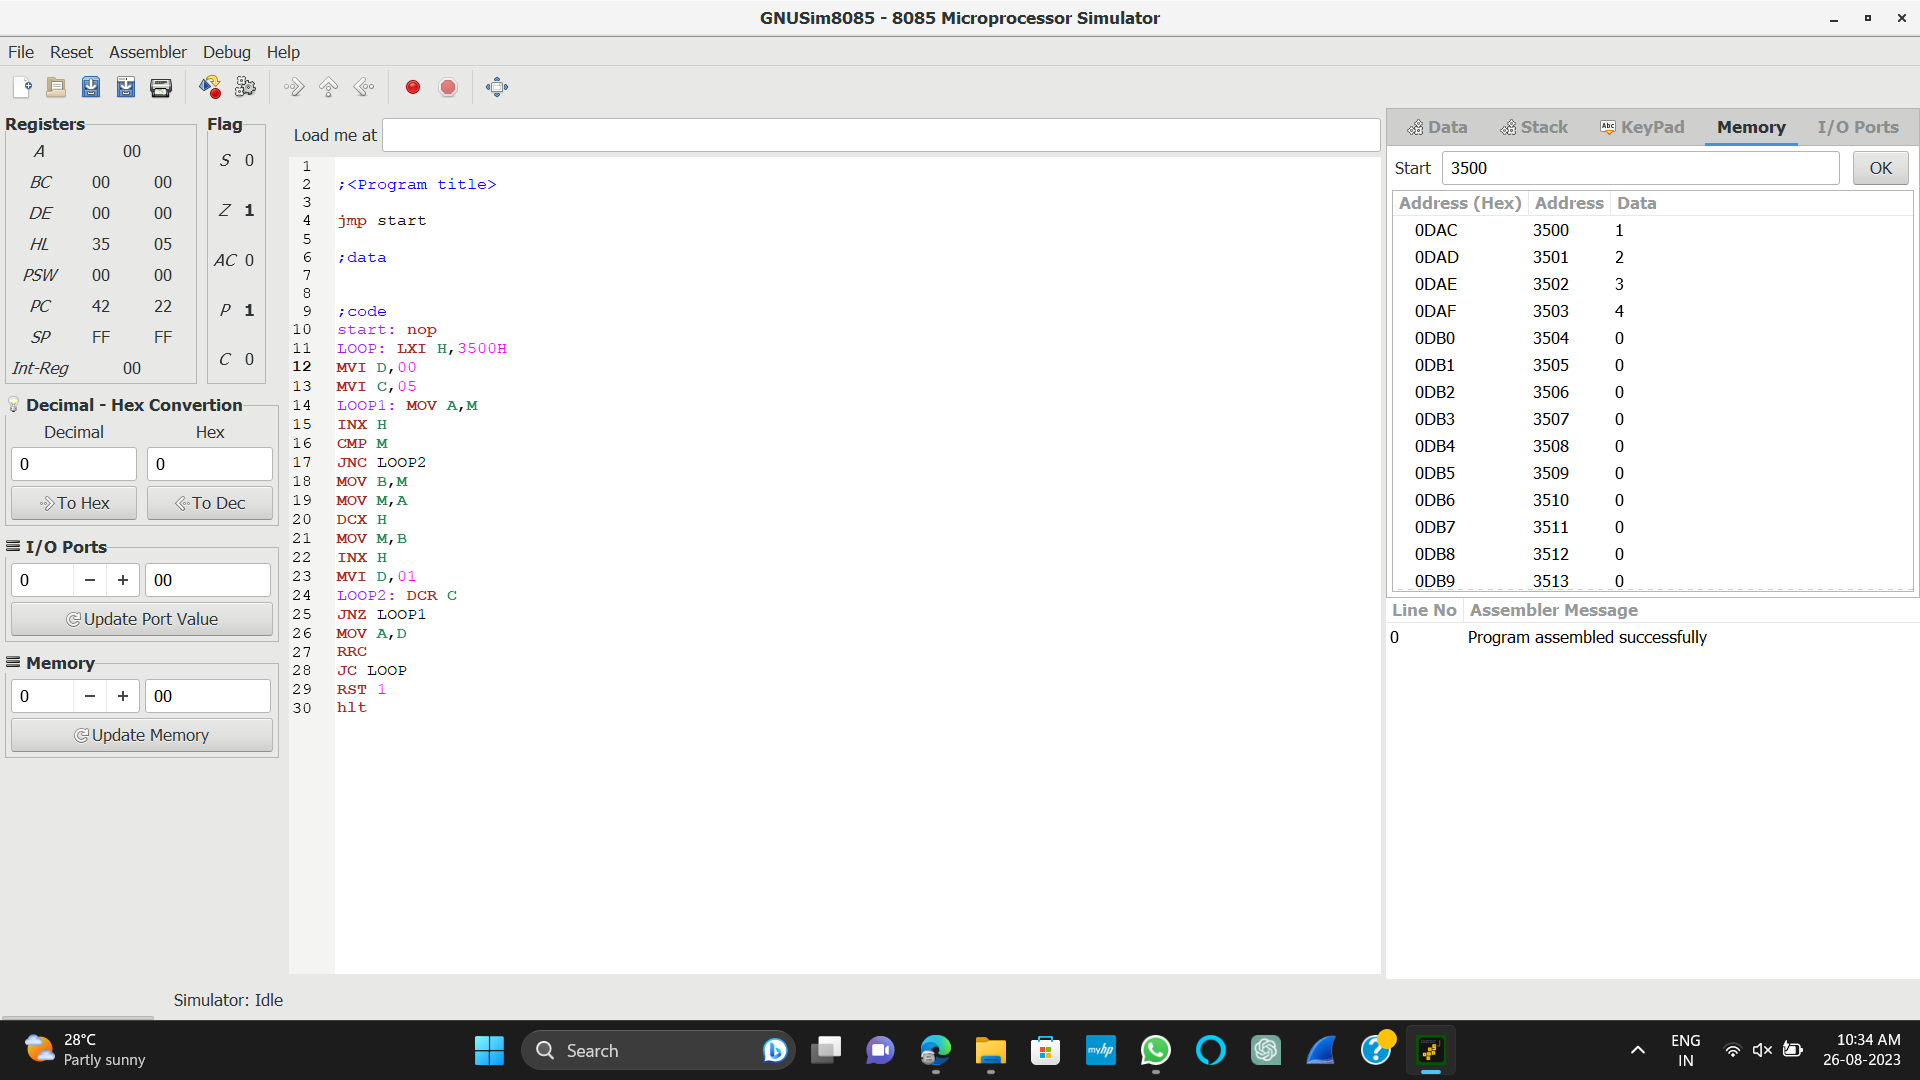 GNUSim8085 - 8085 Microprocessor Simulator
File Reset Assembler Debug Help
Registers
A 00
BC 00 00
DE 00 00
HL 35 05
PSW 00 00
PC 42 22
SP FF FF
Int-Reg 00
Flag
S 0
Z 1
AC 0
P 1
C 0
Decimal - Hex Convertion
Decimal Hex
0 0
To Hex To Dec
I/O Ports
0 − + 00
Update Port Value
Memory
0 − + 00
Update Memory
Load me at
1
2 ;<Program title>
3
4 jmp start
5
6 ;data
7
8
9 ;code
10 start: nop
11 LOOP: LXI H,3500H
12 MVI D,00
13 MVI C,05
14 LOOP1: MOV A,M
15 INX H
16 CMP M
17 JNC LOOP2
18 MOV B,M
19 MOV M,A
20 DCX H
21 MOV M,B
22 INX H
23 MVI D,01
24 LOOP2: DCR C
25 JNZ LOOP1
26 MOV A,D
27 RRC
28 JC LOOP
29 RST 1
30 hlt
Data Stack Abc KeyPad Memory I/O Ports
Start 3500 OK
Address (Hex) Address Data
0DAC 3500 1
0DAD 3501 2
0DAE 3502 3
0DAF 3503 4
0DB0 3504 0
0DB1 3505 0
0DB2 3506 0
0DB3 3507 0
0DB4 3508 0
0DB5 3509 0
0DB6 3510 0
0DB7 3511 0
0DB8 3512 0
0DB9 3513 0
Line No Assembler Message
0 Program assembled successfully
Simulator: Idle
28°C
Partly sunny
Search
myhp
ENG
IN
10:34 AM
26-08-2023